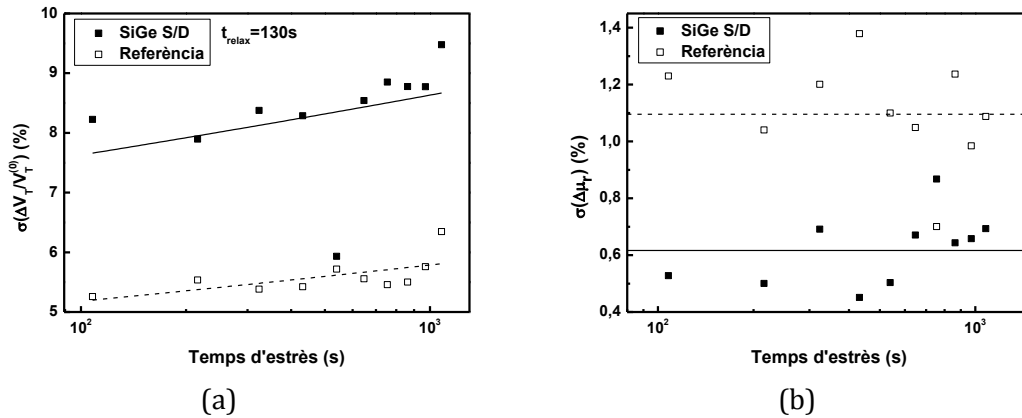 SiGe S/D
Referència
t_relax=130s
σ(ΔV_T/V_T^(0)) (%)
10
9
8
7
6
5
10²
10³
Temps d'estrès (s)
(a)
SiGe S/D
Referència
σ(Δμ_r) (%)
1,4
1,2
1,0
0,8
0,6
0,4
10²
10³
Temps d'estrès (s)
(b)